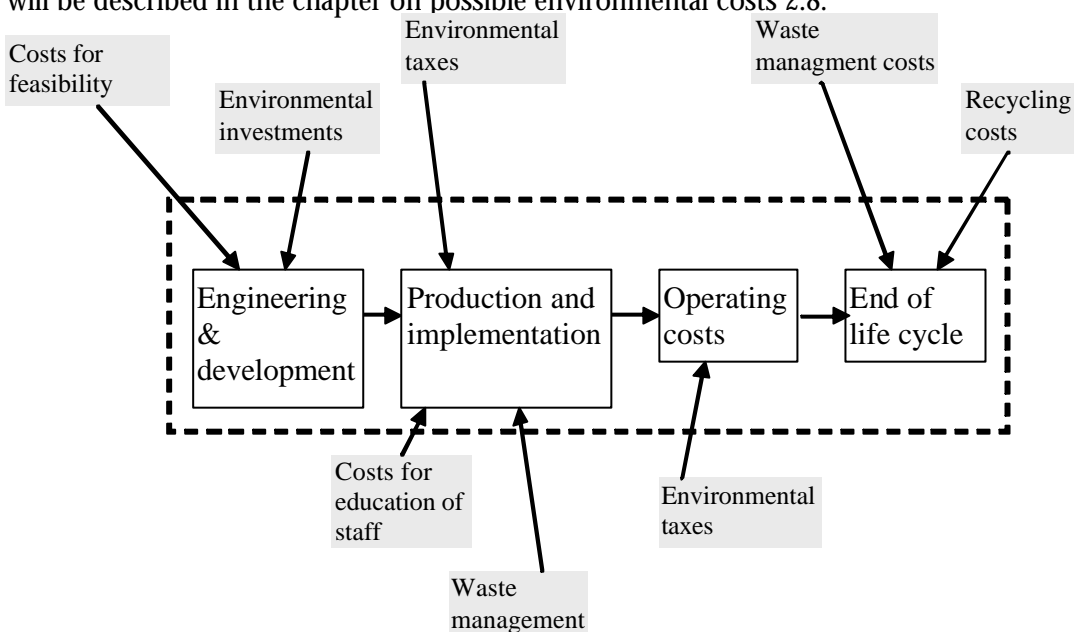 will be described in the chapter on possible environmental costs 2.8.
Costs for
feasibility
Environmental
investments
Environmental
taxes
Waste
managment costs
Recycling
costs
Engineering
&
development
Production and
implementation
Operating
costs
End of
life cycle
Costs for
education of
staff
Waste
management
Environmental
taxes